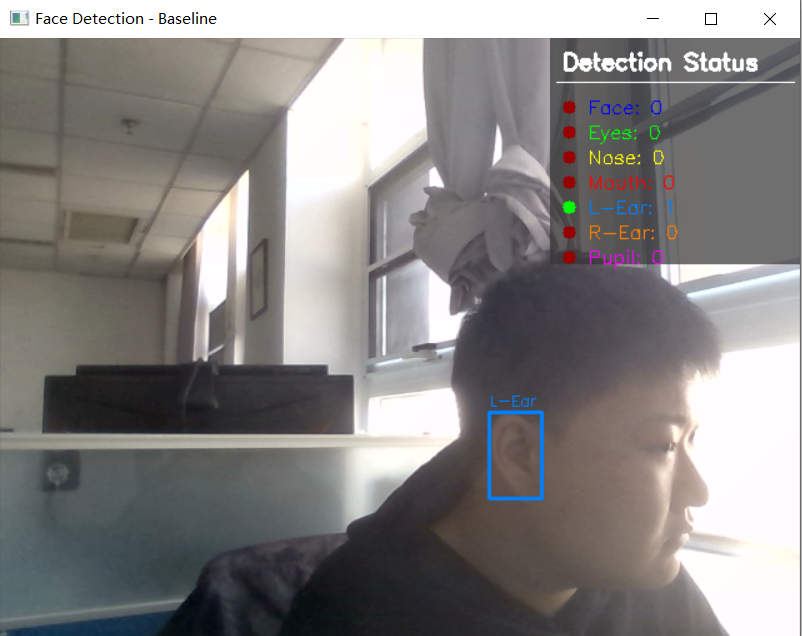 Face Detection - Baseline
Detection Status
Face: 0
Eyes: 0
Nose: 0
Mouth: 0
L-Ear: 1
R-Ear: 0
Pupil: 0
L-Ear